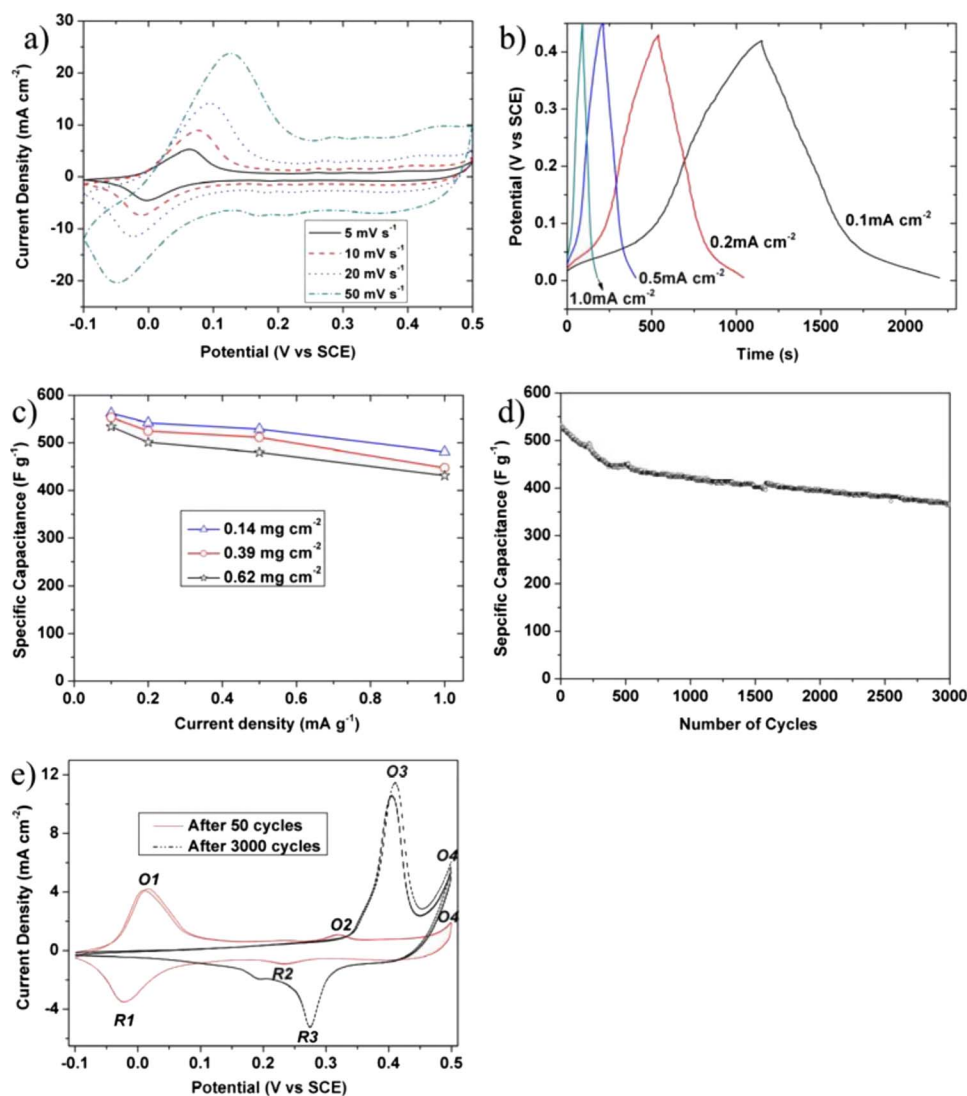 a)
30
20
10
0
-10
-20
-0.1 0.0 0.1 0.2 0.3 0.4 0.5
Current Density (mA cm-2)
Potential (V vs SCE)
5 mV s-1
10 mV s-1
20 mV s-1
50 mV s-1
b)
0.4
0.3
0.2
0.1
0.0
0 500 1000 1500 2000
Potential (V vs SCE)
Time (s)
0.1mA cm-2
0.2mA cm-2
0.5mA cm-2
1.0mA cm-2
c)
600
500
400
300
200
100
0
0.0 0.2 0.4 0.6 0.8 1.0
Specific Capacitance (F g-1)
Current density (mA g-1)
0.14 mg cm-2
0.39 mg cm-2
0.62 mg cm-2
d)
600
500
400
300
200
100
0
0 500 1000 1500 2000 2500 3000
Sepcific Capacitance (F g-1)
Number of Cycles
e)
12
8
4
0
-4
-0.1 0.0 0.1 0.2 0.3 0.4 0.5
Current Density (mA cm-2)
Potential (V vs SCE)
After 50 cycles
After 3000 cycles
O1
O2
O3
O4
O4
R1
R2
R3